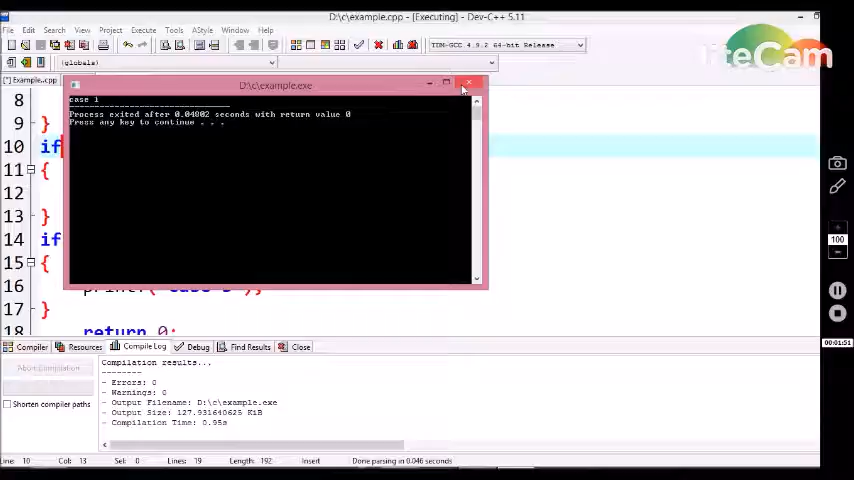 D:\c\example.cpp - [Executing] - Dev-C++ 5.11
File Edit Search View Project Execute Tools AStyle Window Help
TDM-GCC 4.9.2 64-bit Release
liteCam
(globals)
[*] Example.cpp
D:\c\example.exe
case 1
--------------------------------
Process exited after 0.04802 seconds with return value 0
Press any key to continue . . .
8
9 }
10 if
11 {
12
13 }
14 if
15 {
16
17 }
18 return 0;
100
00:01:51
Compiler Resources Compile Log Debug Find Results Close
Abort Compilation
Shorten compiler paths
Compilation results...
--------
- Errors: 0
- Warnings: 0
- Output Filename: D:\c\example.exe
- Output Size: 127.931640625 KiB
- Compilation Time: 0.95s
Line: 10 Col: 13 Sel: 0 Lines: 19 Length: 192 Insert Done parsing in 0.046 seconds